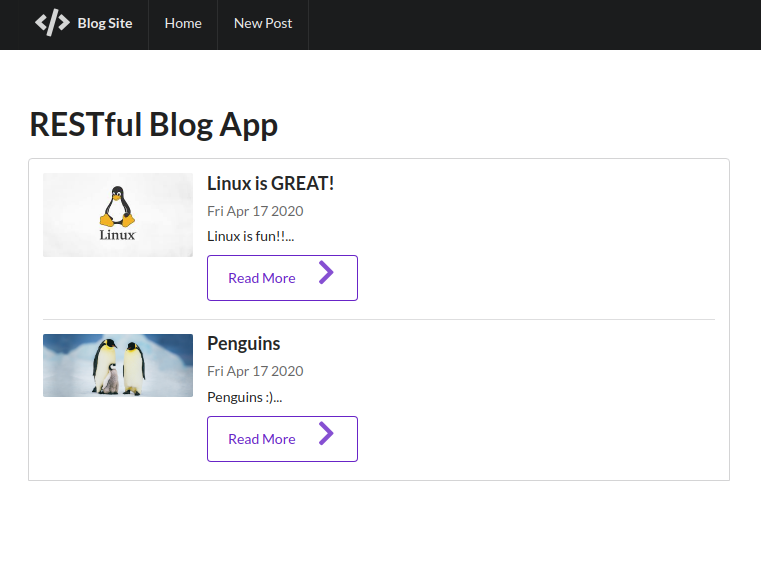 Blog Site Home New Post
RESTful Blog App
Linux
Linux is GREAT!
Fri Apr 17 2020
Linux is fun!!...
Read More
Penguins
Fri Apr 17 2020
Penguins :)...
Read More